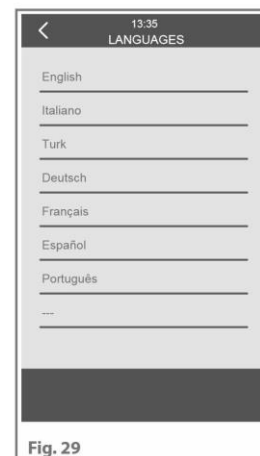 13:35
LANGUAGES
English
Italiano
Turk
Deutsch
Français
Español
Português
---
Fig. 29